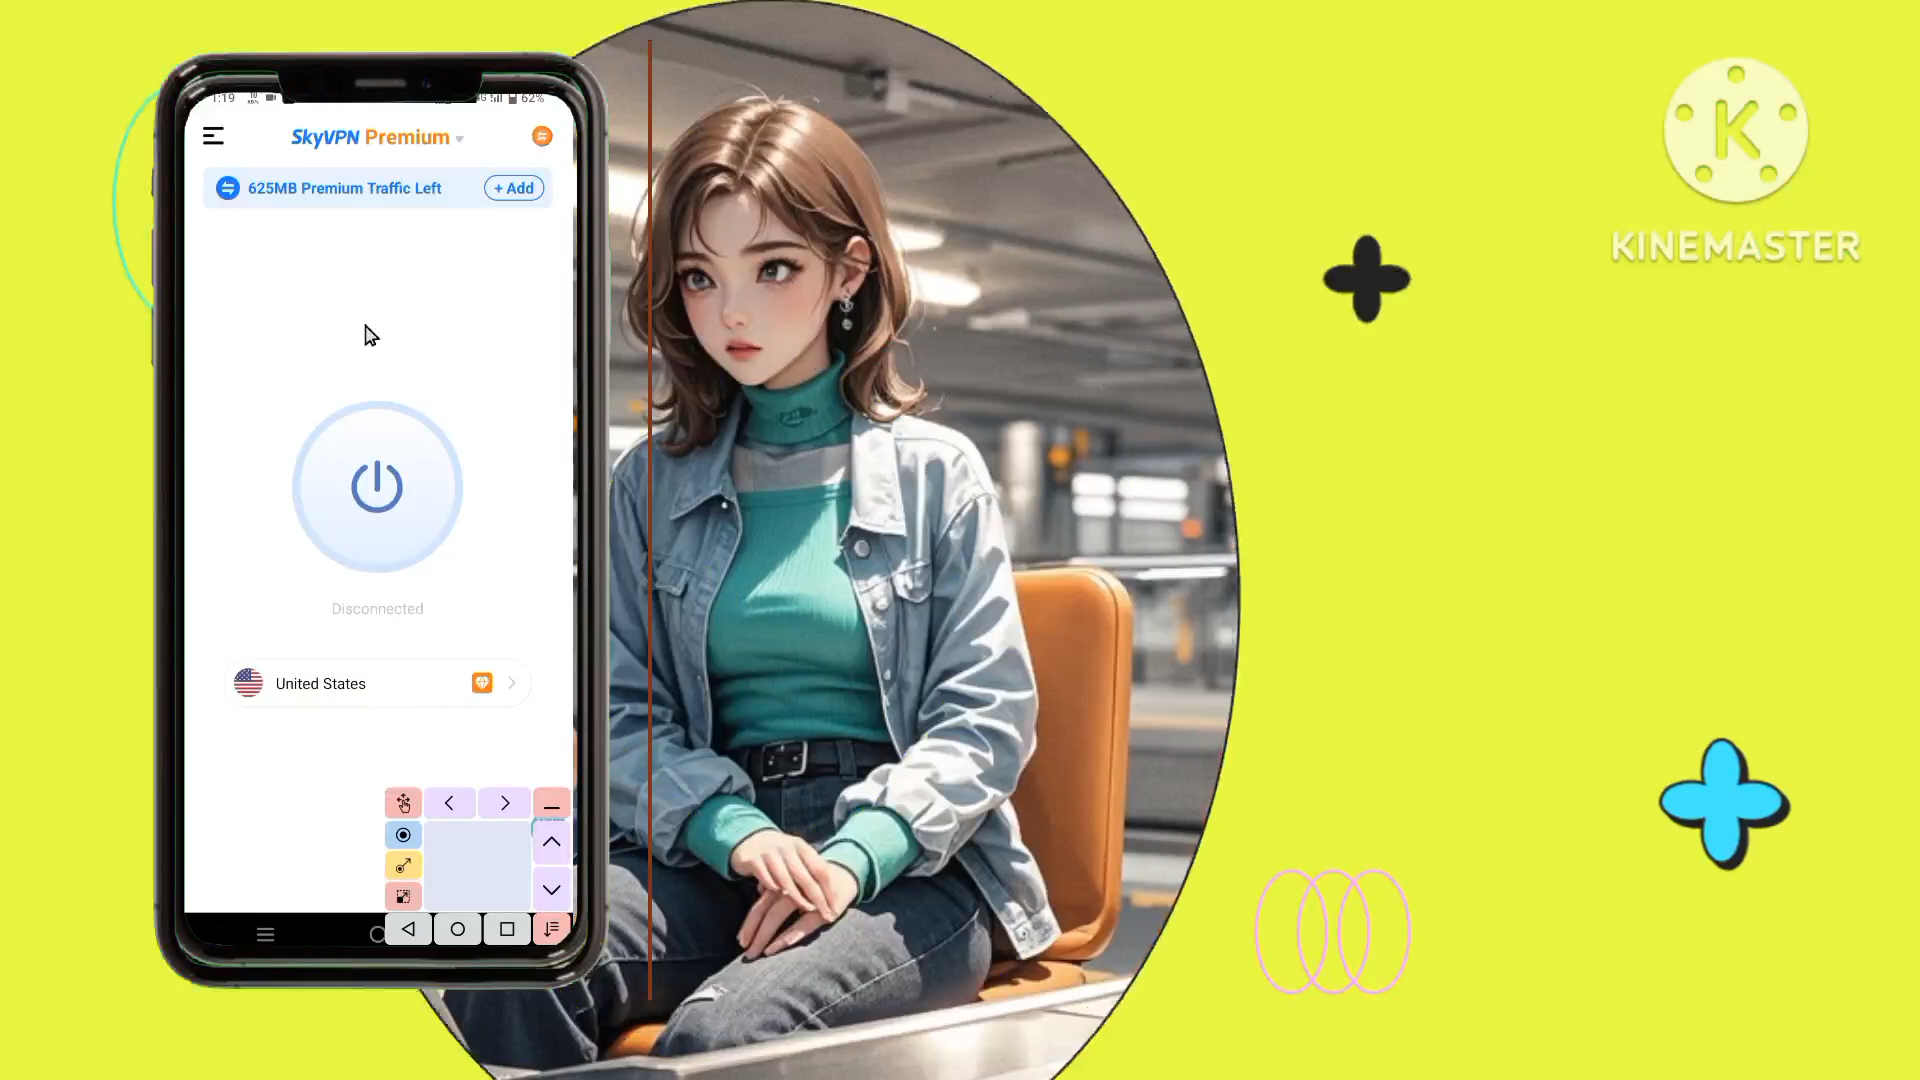 1:19
62%
SkyVPN Premium
625MB Premium Traffic Left
+ Add
Disconnected
United States
K
KINEMASTER